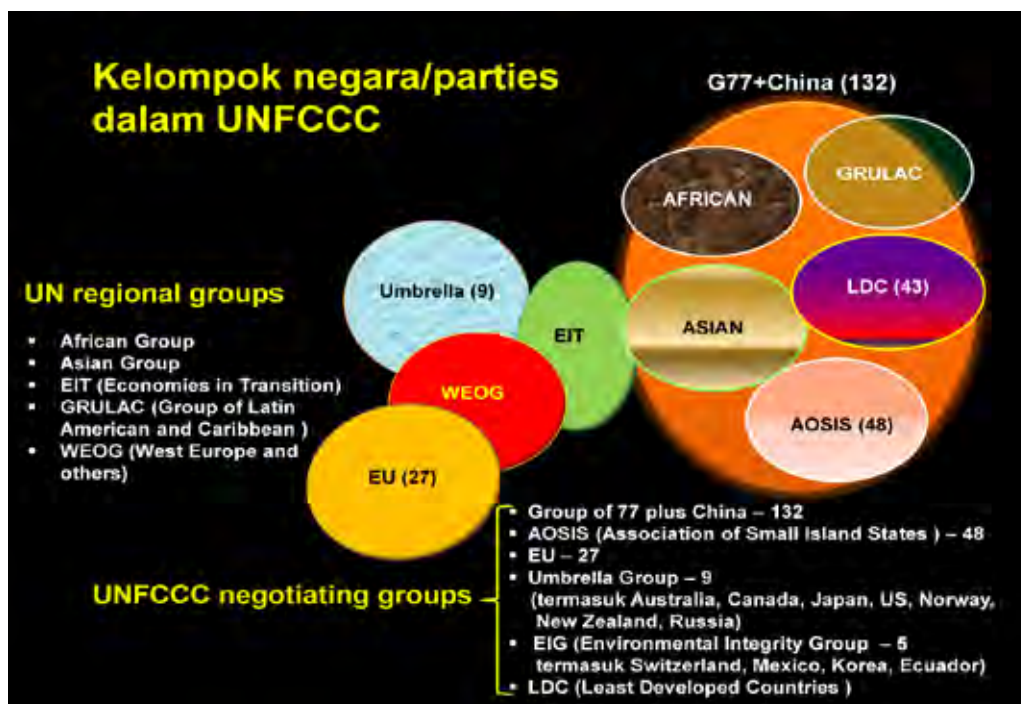 Kelompok negara/parties
dalam UNFCCC
G77+China (132)
AFRICAN
GRULAC
Umbrella (9)
EIT
ASIAN
LDC (43)
WEOG
AOSIS (48)
EU (27)
UN regional groups
▪ African Group
▪ Asian Group
▪ EIT (Economies in Transition)
▪ GRULAC (Group of Latin
American and Caribbean )
▪ WEOG (West Europe and
others)
UNFCCC negotiating groups
▪ Group of 77 plus China – 132
▪ AOSIS (Association of Small Island States ) – 48
▪ EU – 27
▪ Umbrella Group – 9
(termasuk Australia, Canada, Japan, US, Norway,
New Zealand, Russia)
▪ EIG (Environmental Integrity Group – 5
termasuk Switzerland, Mexico, Korea, Ecuador)
▪ LDC (Least Developed Countries )